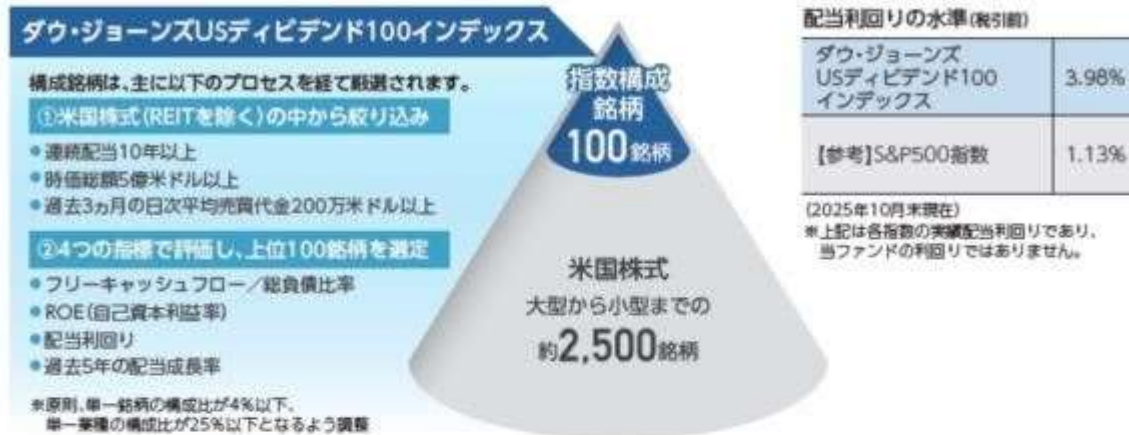 ダウ・ジョーンズUSディビデンド100インデックス
構成銘柄は、主に以下のプロセスを経て厳選されます。
①米国株式(REITを除く)の中から絞り込み
●連続配当10年以上
●時価総額5億米ドル以上
●過去3ヵ月の日次平均売買代金200万米ドル以上
②4つの指標で評価し、上位100銘柄を選定
●フリーキャッシュフロー/総負債比率
●ROE(自己資本利益率)
●配当利回り
●過去5年の配当成長率
※原則、単一銘柄の構成比が4%以下、
単一業種の構成比が25%以下となるよう調整
指数構成
銘柄
100銘柄
米国株式
大型から小型までの
約2,500銘柄
配当利回りの水準(税引前)
ダウ・ジョーンズ
USディビデンド100
インデックス
3.98%
【参考】S&P500指数
1.13%
(2025年10月末現在)
※上記は各指数の実績配当利回りであり、
当ファンドの利回りではありません。